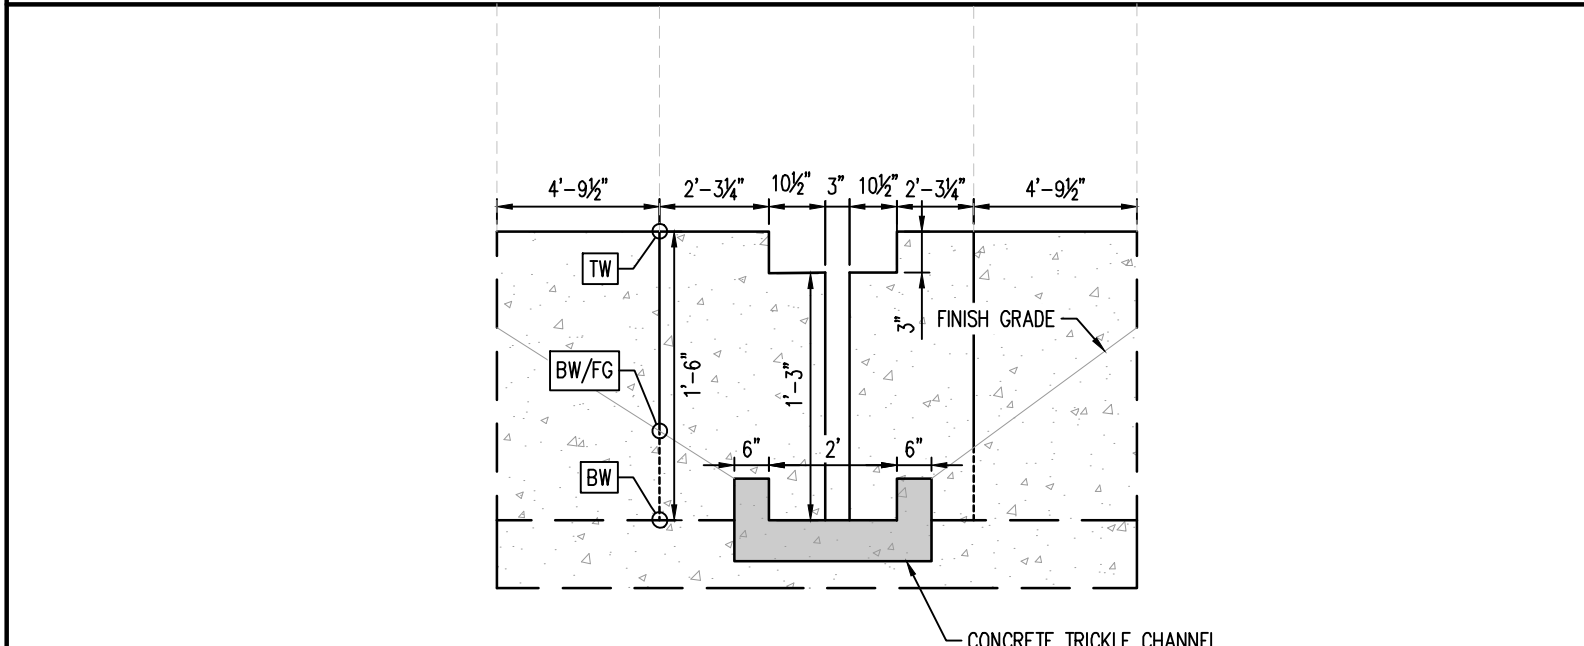 4'-9½" 2'-3¼" 10½" 3" 10½" 2'-3¼" 4'-9½"
TW
3"
FINISH GRADE
BW/FG
1'-6"
1'-3"
6" 2' 6"
BW
CONCRETE TRICKLE CHANNEL